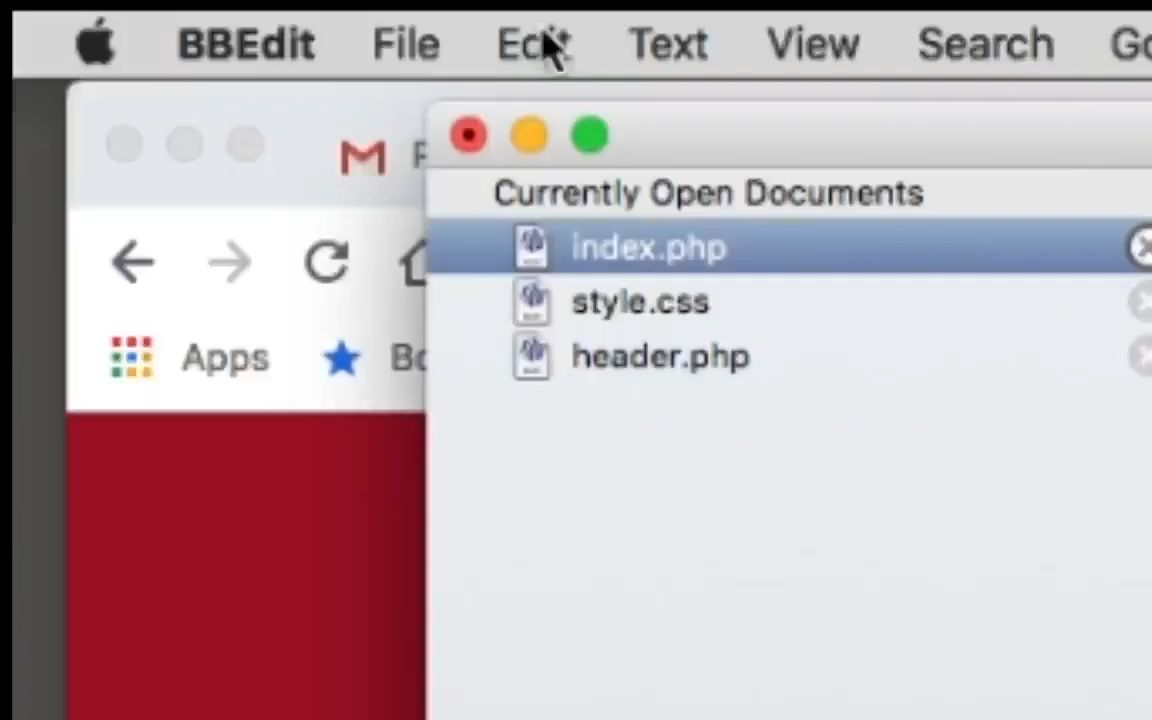 BBEdit File Edit Text View Search
Currently Open Documents
index.php
style.css
header.php
Apps